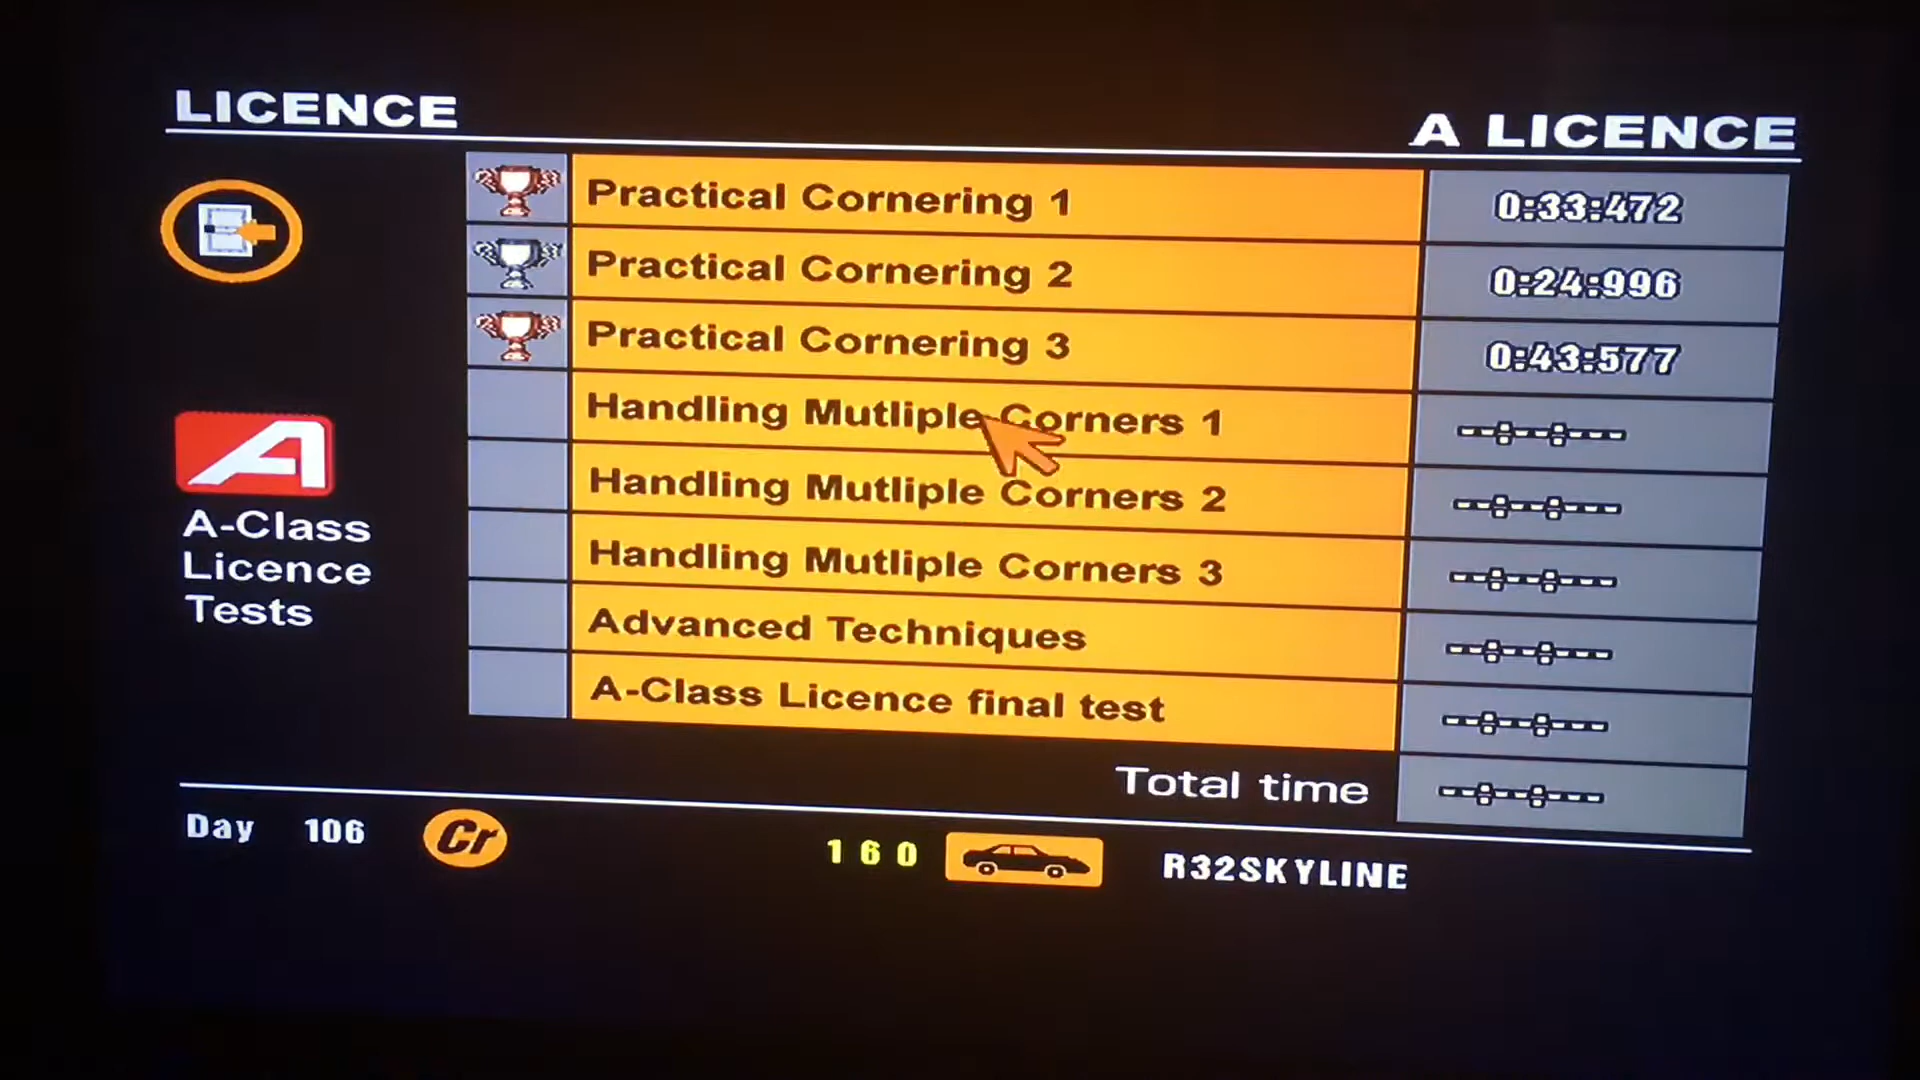 LICENCE
A LICENCE
Practical Cornering 1 0:33:472
Practical Cornering 2 0:24:996
Practical Cornering 3 0:43:577
Handling Mutliple Corners 1 --:--:---
Handling Mutliple Corners 2 --:--:---
Handling Mutliple Corners 3 --:--:---
Advanced Techniques --:--:---
A-Class Licence final test --:--:---
Total time --:--:---
A
A-Class
Licence
Tests
Day 106 Cr 160 R32SKYLINE